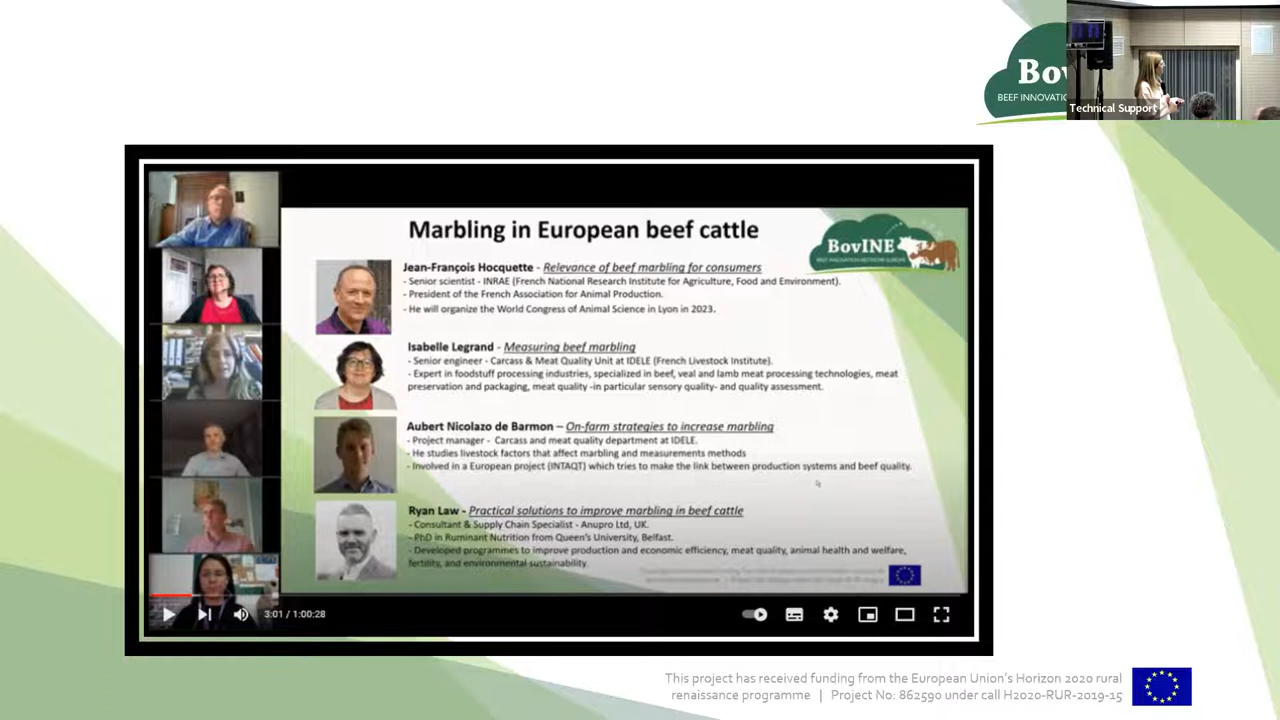 Bov
BEEF INNOVATIO
Technical Support
Marbling in European beef cattle
BovINE
BEEF INNOVATION NETWORK EUROPE
Jean-François Hocquette - Relevance of beef marbling for consumers
- Senior scientist - INRAE (French National Research Institute for Agriculture, Food and Environment).
- President of the French Association for Animal Production.
- He will organize the World Congress of Animal Science in Lyon in 2023.
Isabelle Legrand - Measuring beef marbling
- Senior engineer - Carcass & Meat Quality Unit at IDELE (French Livestock Institute).
- Expert in foodstuff processing industries, specialized in beef, veal and lamb meat processing technologies, meat
preservation and packaging, meat quality -in particular sensory quality- and quality assessment.
Aubert Nicolazo de Barmon – On-farm strategies to increase marbling
- Project manager - Carcass and meat quality department at IDELE.
- He studies livestock factors that affect marbling and measurements methods
- Involved in a European project (INTAQT) which tries to make the link between production systems and beef quality.
Ryan Law - Practical solutions to improve marbling in beef cattle
- Consultant & Supply Chain Specialist - Anupro Ltd, UK.
- PhD in Ruminant Nutrition from Queen's University, Belfast.
- Developed programmes to improve production and economic efficiency, meat quality, animal health and welfare,
fertility, and environmental sustainability.
3:01 / 1:00:28
This project has received funding from the European Union's Horizon 2020 rural
renaissance programme | Project No: 862590 under call H2020-RUR-2019-15